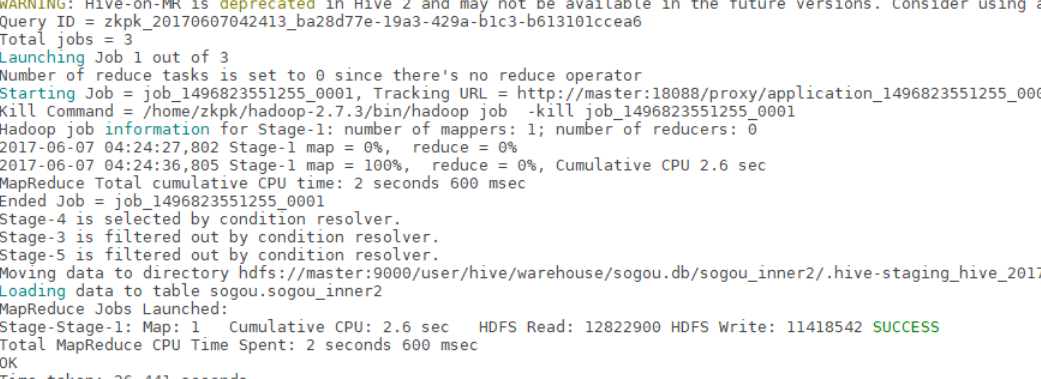 WARNING: Hive-on-MR is deprecated in Hive 2 and may not be available in the future versions. Consider using a
Query ID = zkpk_20170607042413_ba28d77e-19a3-429a-b1c3-b613101ccea6
Total jobs = 3
Launching Job 1 out of 3
Number of reduce tasks is set to 0 since there's no reduce operator
Starting Job = job_1496823551255_0001, Tracking URL = http://master:18088/proxy/application_1496823551255_000
Kill Command = /home/zkpk/hadoop-2.7.3/bin/hadoop job  -kill job_1496823551255_0001
Hadoop job information for Stage-1: number of mappers: 1; number of reducers: 0
2017-06-07 04:24:27,802 Stage-1 map = 0%,  reduce = 0%
2017-06-07 04:24:36,805 Stage-1 map = 100%,  reduce = 0%, Cumulative CPU 2.6 sec
MapReduce Total cumulative CPU time: 2 seconds 600 msec
Ended Job = job_1496823551255_0001
Stage-4 is selected by condition resolver.
Stage-3 is filtered out by condition resolver.
Stage-5 is filtered out by condition resolver.
Moving data to directory hdfs://master:9000/user/hive/warehouse/sogou.db/sogou_inner2/.hive-staging_hive_2017
Loading data to table sogou.sogou_inner2
MapReduce Jobs Launched:
Stage-Stage-1: Map: 1   Cumulative CPU: 2.6 sec   HDFS Read: 12822900 HDFS Write: 11418542 SUCCESS
Total MapReduce CPU Time Spent: 2 seconds 600 msec
OK
Time taken: 26.441 seconds